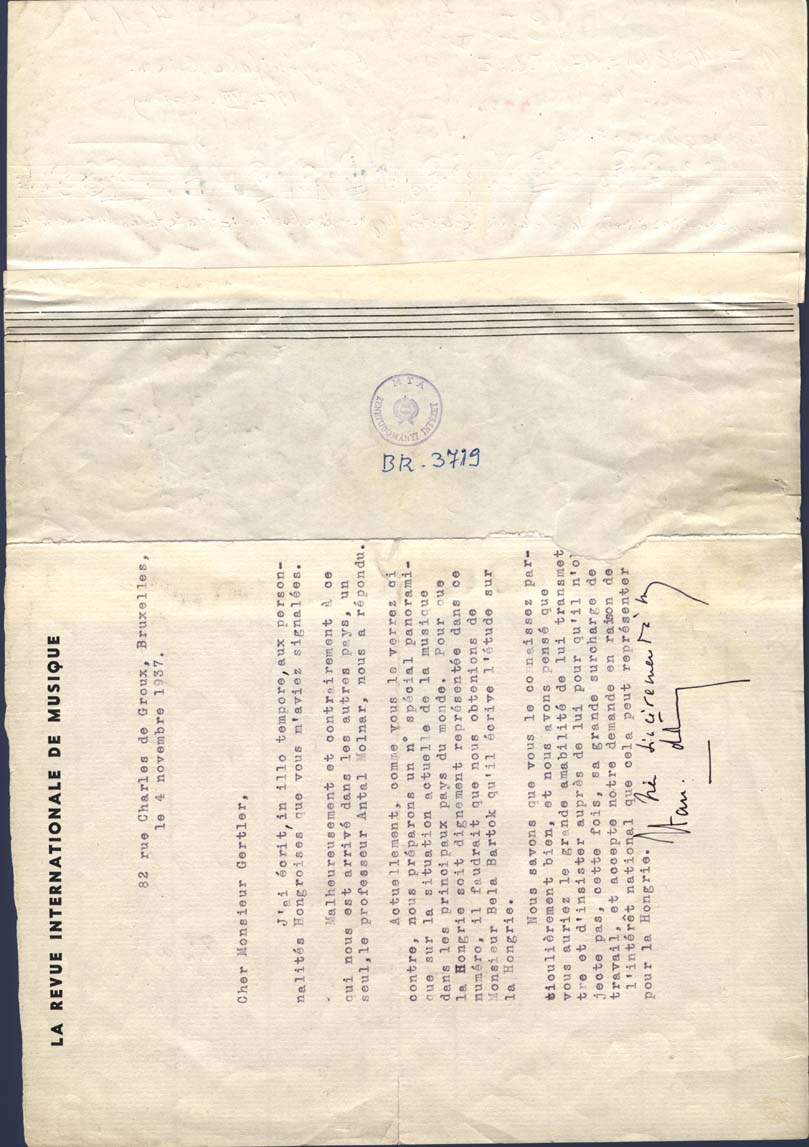 LA REVUE INTERNATIONALE DE MUSIQUE
82 rue Charles de Groux, Bruxelles,
le 4 novembre 1937.
Cher Monsieur Gertler,
J'ai écrit, in illo tempore, aux person-
nalités Hongroises que vous m'aviez signalées.
Malheureusement et contrairement à ce
qui nous est arrivé dans les autres pays, un
seul, le professeur Antal Molnar, nous a répondu.
Actuellement, comme vous le verrez ci
contre, nous préparons un n° spécial panorami-
que sur la situation actuelle de la musique
dans les principaux pays du monde. Pour que
la Hongrie soit dignement représentée dans ce
numéro, il faudrait que nous obtenions de
Monsieur Bela Bartok qu'il écrive l'étude sur
la Hongrie.
Nous savons que vous le connaissez par-
ticulièrement bien, et nous avons pensé que
vous auriez le grande amabilité de lui transmet
tre et d'insister auprès de lui pour qu'il n'o
jecte pas, cette fois, sa grande surcharge de
travail, et accepte notre demande en raison de
l'intérêt national que cela peut représenter
pour la Hongrie.
Très sincèrement à v
MTA
ZENETUDOMÁNYI INTÉZET
BR. 3719